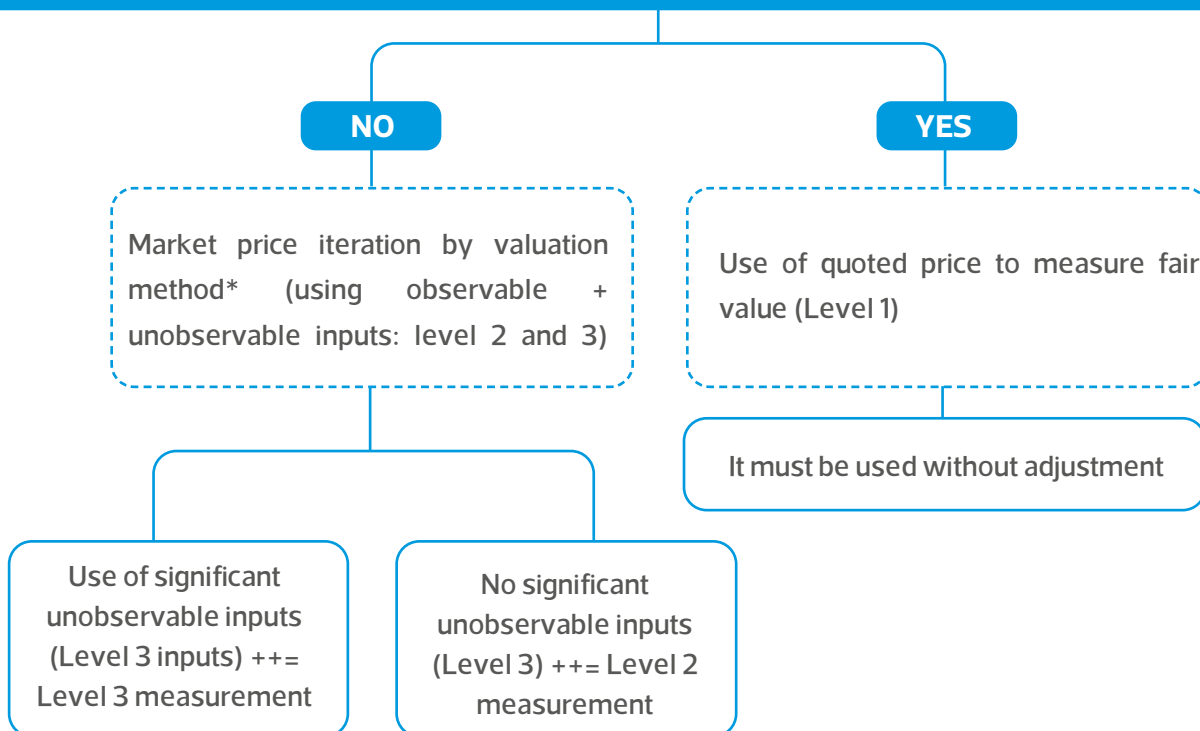 NO
YES
Market price iteration by valuation
method* (using observable +
unobservable inputs: level 2 and 3)
Use of quoted price to measure fair
value (Level 1)
It must be used without adjustment
Use of significant
unobservable inputs
(Level 3 inputs) ++=
Level 3 measurement
No significant
unobservable inputs
(Level 3) ++= Level 2
measurement